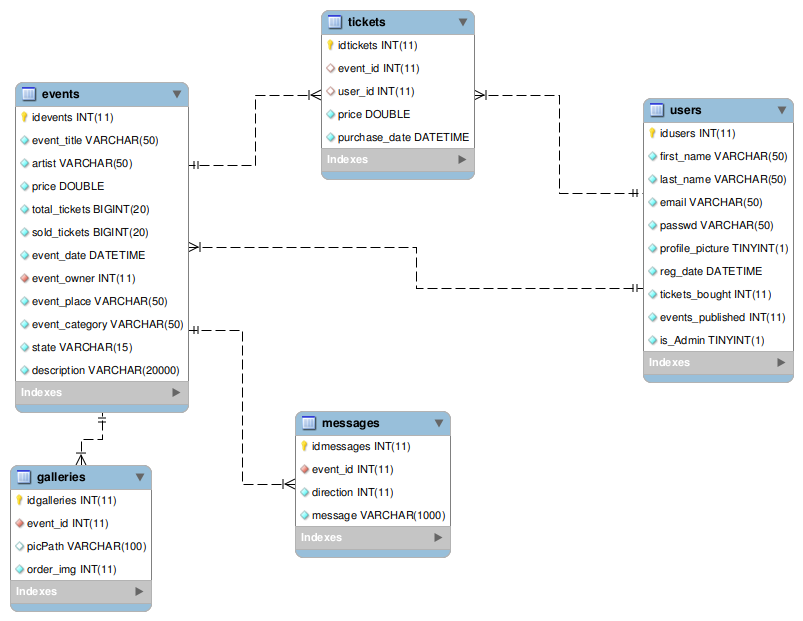 tickets
idtickets INT(11)
event_id INT(11)
user_id INT(11)
price DOUBLE
purchase_date DATETIME
Indexes
events
idevents INT(11)
event_title VARCHAR(50)
artist VARCHAR(50)
price DOUBLE
total_tickets BIGINT(20)
sold_tickets BIGINT(20)
event_date DATETIME
event_owner INT(11)
event_place VARCHAR(50)
event_category VARCHAR(50)
state VARCHAR(15)
description VARCHAR(20000)
Indexes
users
idusers INT(11)
first_name VARCHAR(50)
last_name VARCHAR(50)
email VARCHAR(50)
passwd VARCHAR(50)
profile_picture TINYINT(1)
reg_date DATETIME
tickets_bought INT(11)
events_published INT(11)
is_Admin TINYINT(1)
Indexes
messages
idmessages INT(11)
event_id INT(11)
direction INT(11)
message VARCHAR(1000)
Indexes
galleries
idgalleries INT(11)
event_id INT(11)
picPath VARCHAR(100)
order_img INT(11)
Indexes